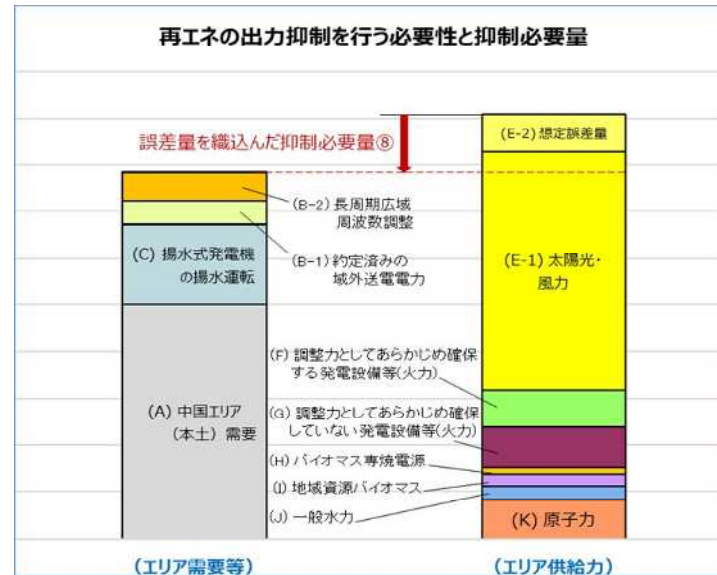 再エネの出力抑制を行う必要性と抑制必要量
誤差量を織込んだ抑制必要量⑧
(B-2) 長周期広域
周波数調整
(C) 揚水式発電機
の揚水運転
(B-1) 約定済みの
域外送電電力
(A) 中国エリア
(本土) 需要
(E-2) 想定誤差量
(E-1) 太陽光・
風力
(F) 調整力としてあらかじめ確保
する発電設備等(火力)
(G) 調整力としてあらかじめ確保
していない発電設備等(火力)
(H) バイオマス専焼電源
(I) 地域資源バイオマス
(J) 一般水力
(K) 原子力
(エリア需要等)
(エリア供給力)